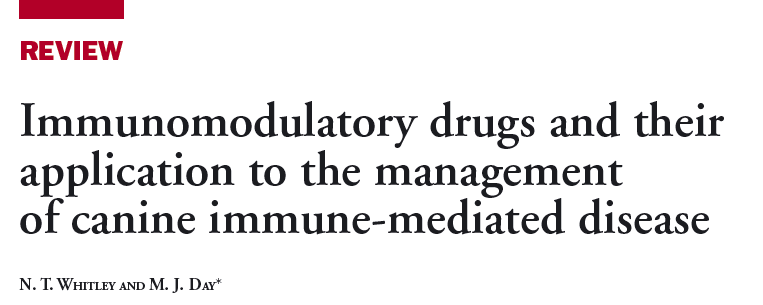 REVIEW
Immunomodulatory drugs and their
application to the management
of canine immune-mediated disease
N. T. Whitley and M. J. Day*